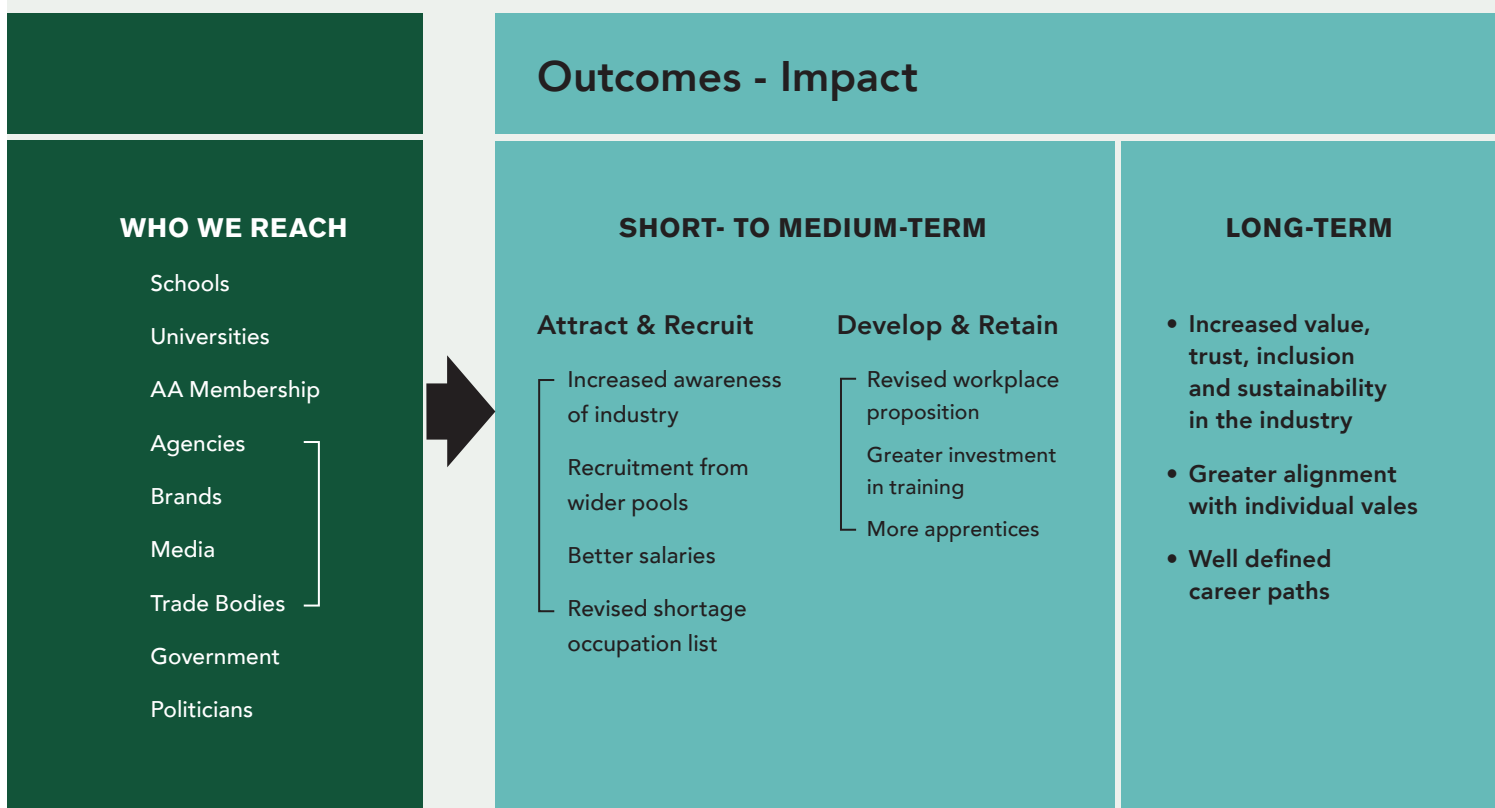 Outcomes - Impact
WHO WE REACH
Schools
Universities
AA Membership
Agencies
Brands
Media
Trade Bodies
Government
Politicians
SHORT- TO MEDIUM-TERM
Attract & Recruit
Increased awareness
of industry
Recruitment from
wider pools
Better salaries
Revised shortage
occupation list
Develop & Retain
Revised workplace
proposition
Greater investment
in training
More apprentices
LONG-TERM
• Increased value,
trust, inclusion
and sustainability
in the industry
• Greater alignment
with individual vales
• Well defined
career paths